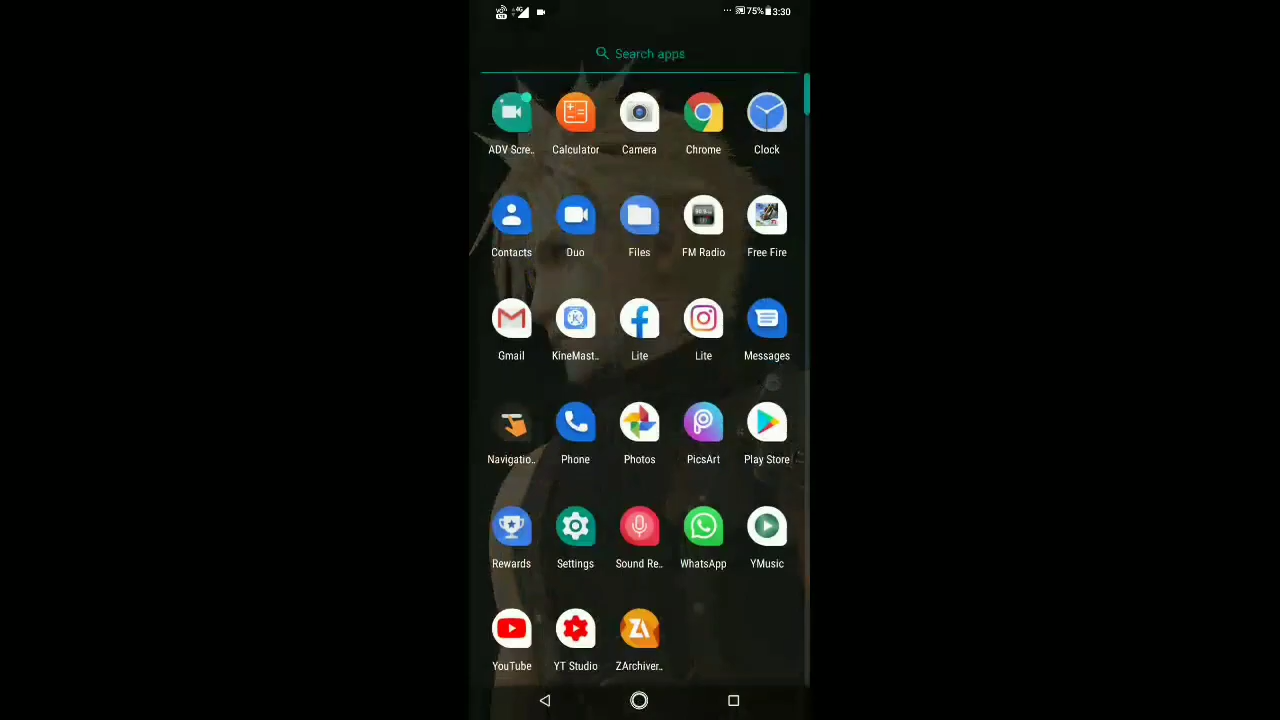 4G
75% 3:30
Search apps
ADV Scre.. Calculator Camera Chrome Clock
Contacts Duo Files FM Radio Free Fire
Gmail KineMast.. Lite Lite Messages
Navigatio.. Phone Photos PicsArt Play Store
Rewards Settings Sound Re.. WhatsApp YMusic
YouTube YT Studio ZArchiver..